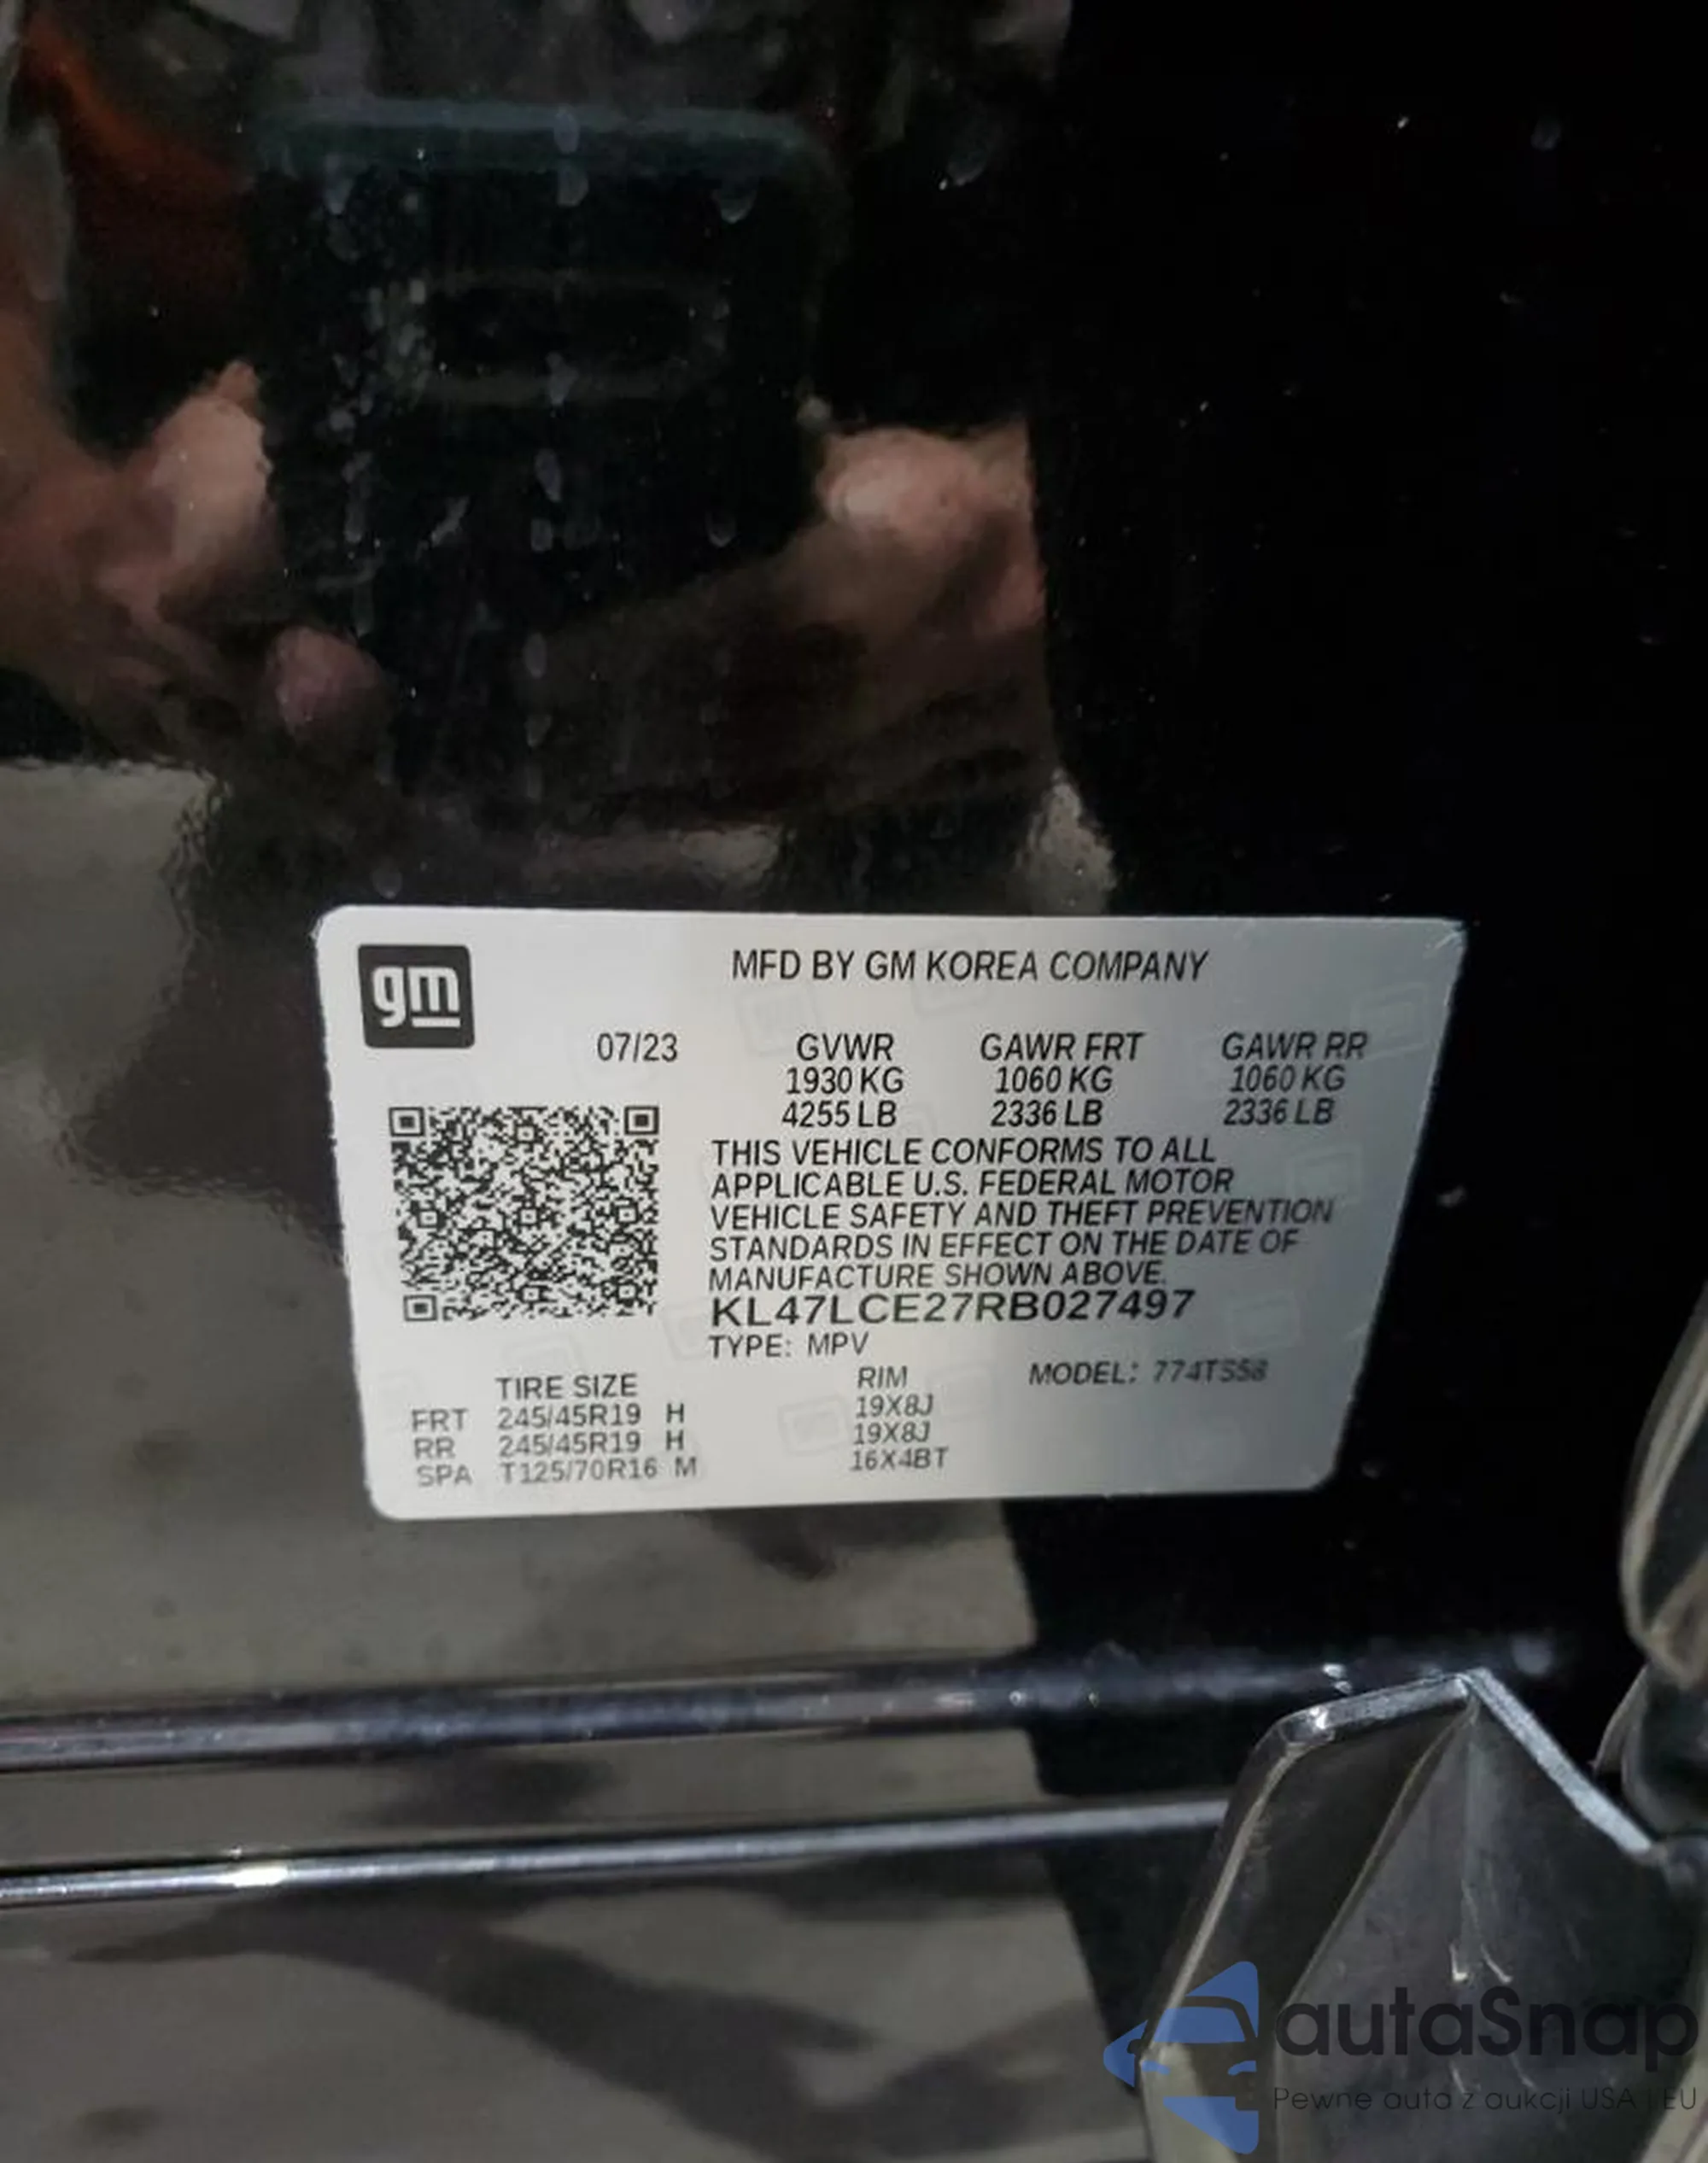 gm
MFD BY GM KOREA COMPANY
07/23 GVWR GAWR FRT GAWR RR
1930 KG 1060 KG 1060 KG
4255 LB 2336 LB 2336 LB
THIS VEHICLE CONFORMS TO ALL
APPLICABLE U.S. FEDERAL MOTOR
VEHICLE SAFETY AND THEFT PREVENTION
STANDARDS IN EFFECT ON THE DATE OF
MANUFACTURE SHOWN ABOVE.
KL47LCE27RB027497
TYPE: MPV
TIRE SIZE RIM MODEL: 774TS58
FRT 245/45R19 H 19X8J
RR 245/45R19 H 19X8J
SPA T125/70R16 M 16X4BT
autaSnap
Pewne auta z aukcji USA | EU